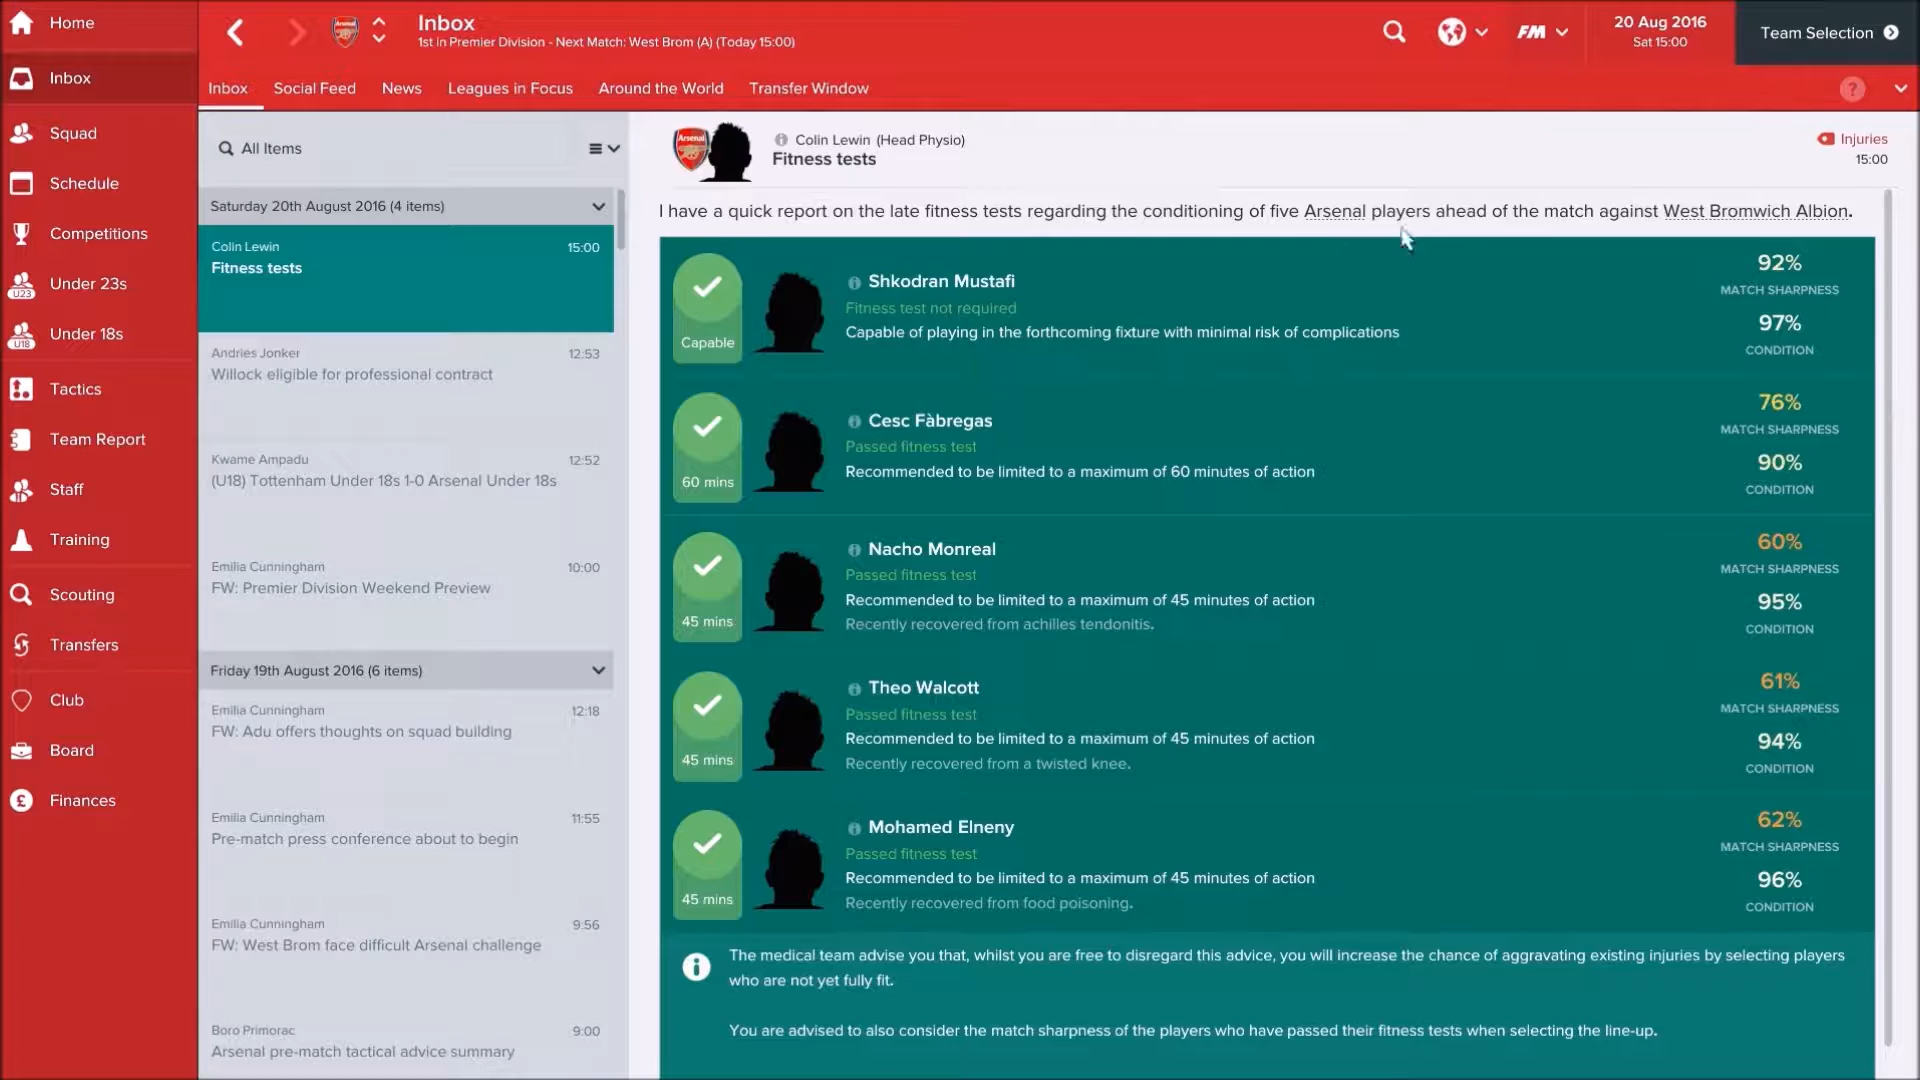 Home
Inbox
Squad
Schedule
Competitions
Under 23s
U23
Under 18s
U18
Tactics
Team Report
Staff
Training
Scouting
Transfers
Club
Board
Finances
Arsenal
Inbox
1st in Premier Division - Next Match: West Brom (A) (Today 15:00)
FM
20 Aug 2016
Sat 15:00
Team Selection
Inbox Social Feed News Leagues in Focus Around the World Transfer Window
?
All Items
Saturday 20th August 2016 (4 items)
Colin Lewin 15:00
Fitness tests
Andries Jonker 12:53
Willock eligible for professional contract
Kwame Ampadu 12:52
(U18) Tottenham Under 18s 1-0 Arsenal Under 18s
Emilia Cunningham 10:00
FW: Premier Division Weekend Preview
Friday 19th August 2016 (6 items)
Emilia Cunningham 12:18
FW: Adu offers thoughts on squad building
Emilia Cunningham 11:55
Pre-match press conference about to begin
Emilia Cunningham 9:56
FW: West Brom face difficult Arsenal challenge
Boro Primorac 9:00
Arsenal pre-match tactical advice summary
Arsenal
Colin Lewin (Head Physio)
Fitness tests
Injuries
15:00
I have a quick report on the late fitness tests regarding the conditioning of five Arsenal players ahead of the match against West Bromwich Albion.
Capable
Shkodran Mustafi
Fitness test not required
Capable of playing in the forthcoming fixture with minimal risk of complications
92%
MATCH SHARPNESS
97%
CONDITION
60 mins
Cesc Fàbregas
Passed fitness test
Recommended to be limited to a maximum of 60 minutes of action
76%
MATCH SHARPNESS
90%
CONDITION
45 mins
Nacho Monreal
Passed fitness test
Recommended to be limited to a maximum of 45 minutes of action
Recently recovered from achilles tendonitis.
60%
MATCH SHARPNESS
95%
CONDITION
45 mins
Theo Walcott
Passed fitness test
Recommended to be limited to a maximum of 45 minutes of action
Recently recovered from a twisted knee.
61%
MATCH SHARPNESS
94%
CONDITION
45 mins
Mohamed Elneny
Passed fitness test
Recommended to be limited to a maximum of 45 minutes of action
Recently recovered from food poisoning.
62%
MATCH SHARPNESS
96%
CONDITION
The medical team advise you that, whilst you are free to disregard this advice, you will increase the chance of aggravating existing injuries by selecting players
who are not yet fully fit.
You are advised to also consider the match sharpness of the players who have passed their fitness tests when selecting the line-up.